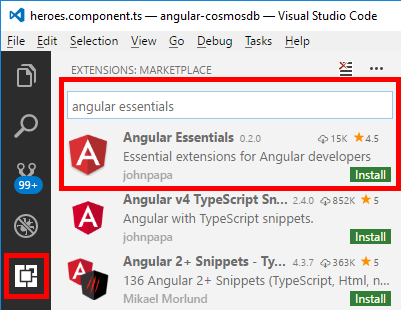 heroes.component.ts — angular-cosmosdb — Visual Studio Code
File Edit Selection View Go Debug Tasks Help
EXTENSIONS: MARKETPLACE
angular essentials
Angular Essentials 0.2.0 15K ★4.5
Essential extensions for Angular developers
johnpapa Install
Angular v4 TypeScript Sn... 2.4.0 852K ★5
Angular with TypeScript snippets.
johnpapa Install
Angular 2+ Snippets - Ty... 4.3.7 363K ★5
136 Angular 2+ Snippets (TypeScript, Html, n...
Mikael Morlund Install
99+